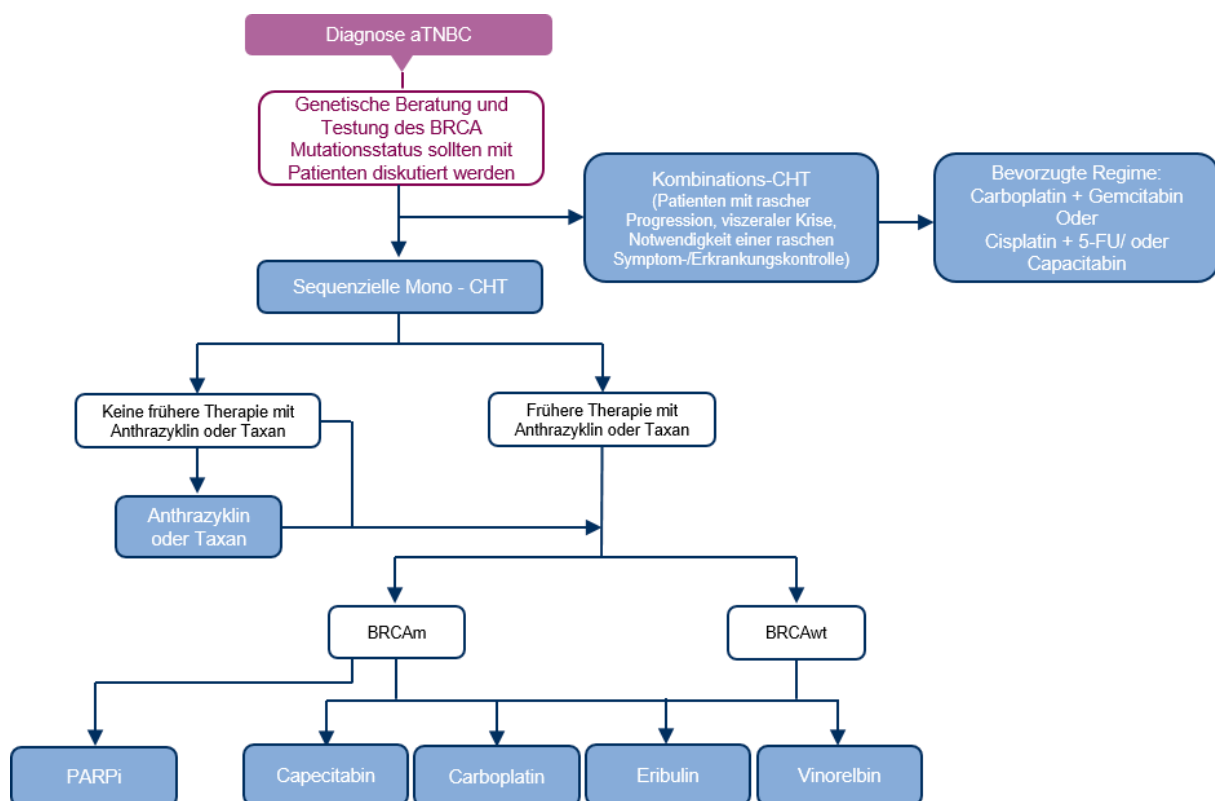 Diagnose aTNBC
Genetische Beratung und
Testung des BRCA
Mutationsstatus sollten mit
Patienten diskutiert werden
Kombinations-CHT
(Patienten mit rascher
Progression, viszeraler Krise,
Notwendigkeit einer raschen
Symptom-/Erkrankungskontrolle)
Bevorzugte Regime:
Carboplatin + Gemcitabin
Oder
Cisplatin + 5-FU/ oder
Capacitabin
Sequenzielle Mono - CHT
Keine frühere Therapie mit
Anthrazyklin oder Taxan
Frühere Therapie mit
Anthrazyklin oder Taxan
Anthrazyklin
oder Taxan
BRCAm
BRCAwt
PARPi
Capecitabin
Carboplatin
Eribulin
Vinorelbin